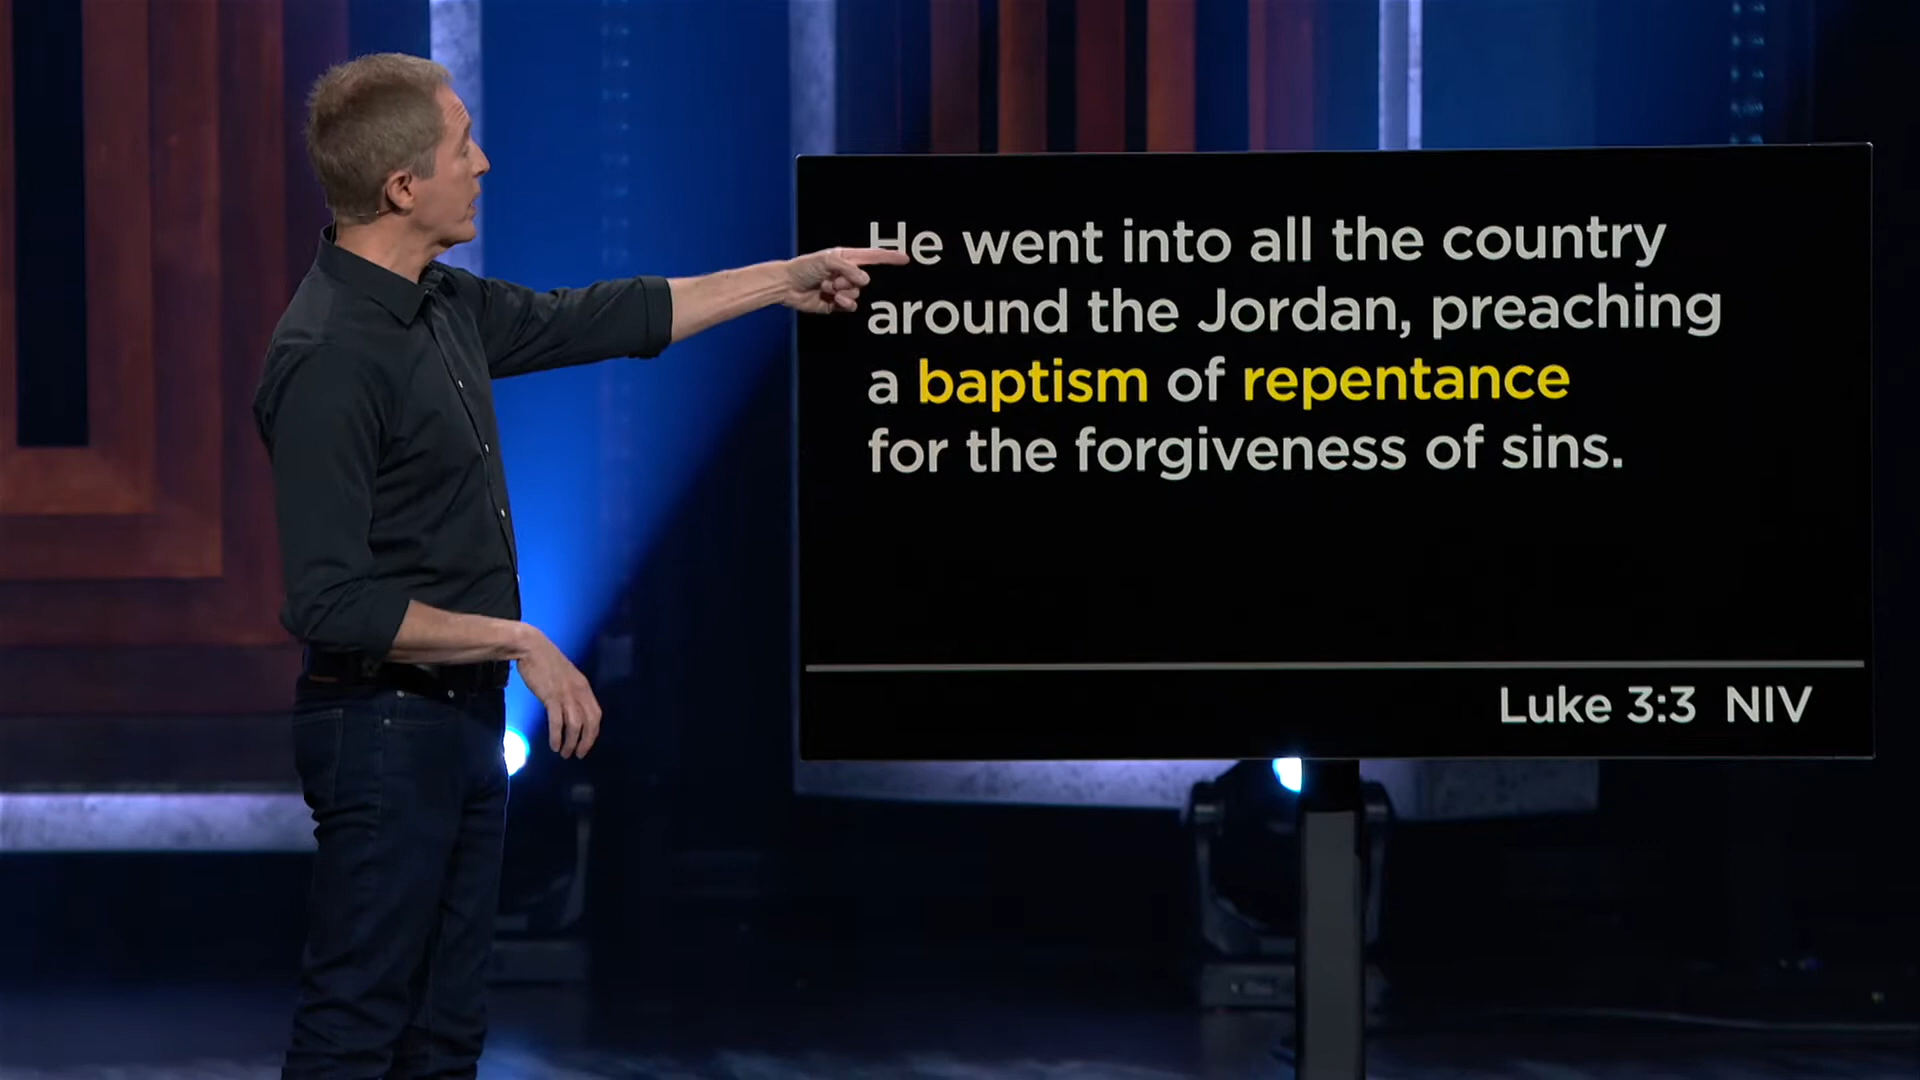 He went into all the country
around the Jordan, preaching
a baptism of repentance
for the forgiveness of sins.
Luke 3:3 NIV